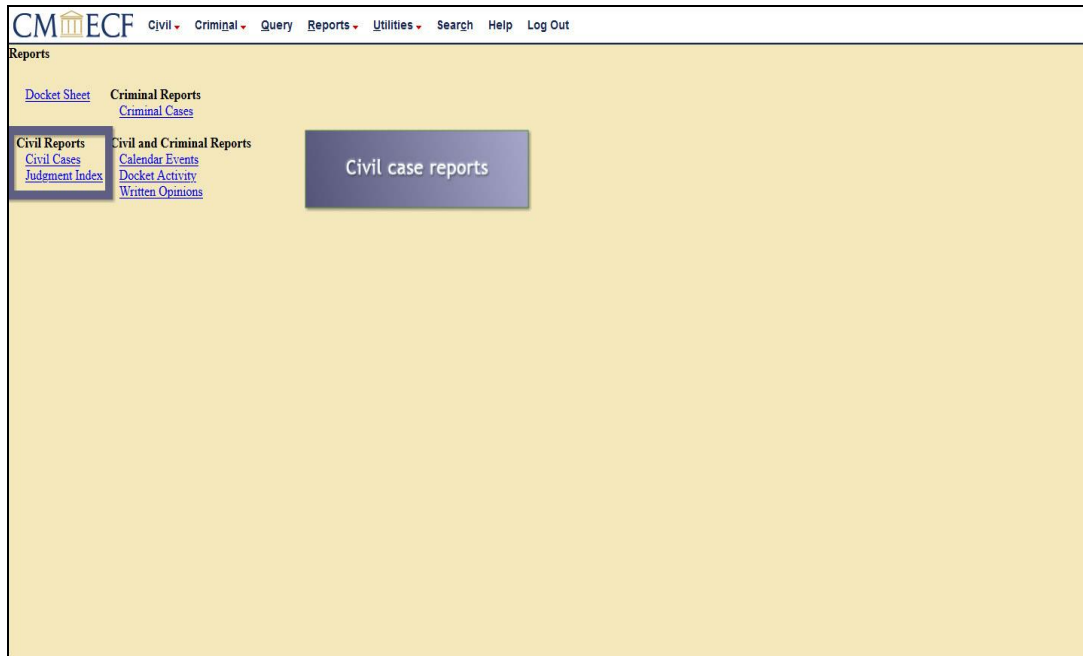 CM ECF Civil Criminal Query Reports Utilities Search Help Log Out
Reports
Docket Sheet Criminal Reports
Criminal Cases
Civil Reports Civil and Criminal Reports
Civil Cases Calendar Events
Judgment Index Docket Activity
Written Opinions
Civil case reports